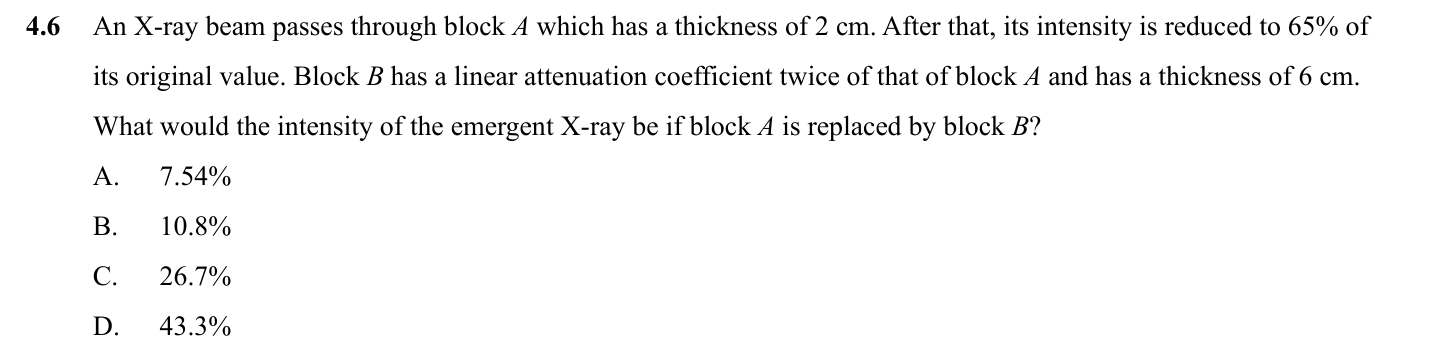 4.6 An X-ray beam passes through block A which has a thickness of 2 cm. After that, its intensity is reduced to 65% of
its original value. Block B has a linear attenuation coefficient twice of that of block A and has a thickness of 6 cm.
What would the intensity of the emergent X-ray be if block A is replaced by block B?
A. 7.54%
B. 10.8%
C. 26.7%
D. 43.3%